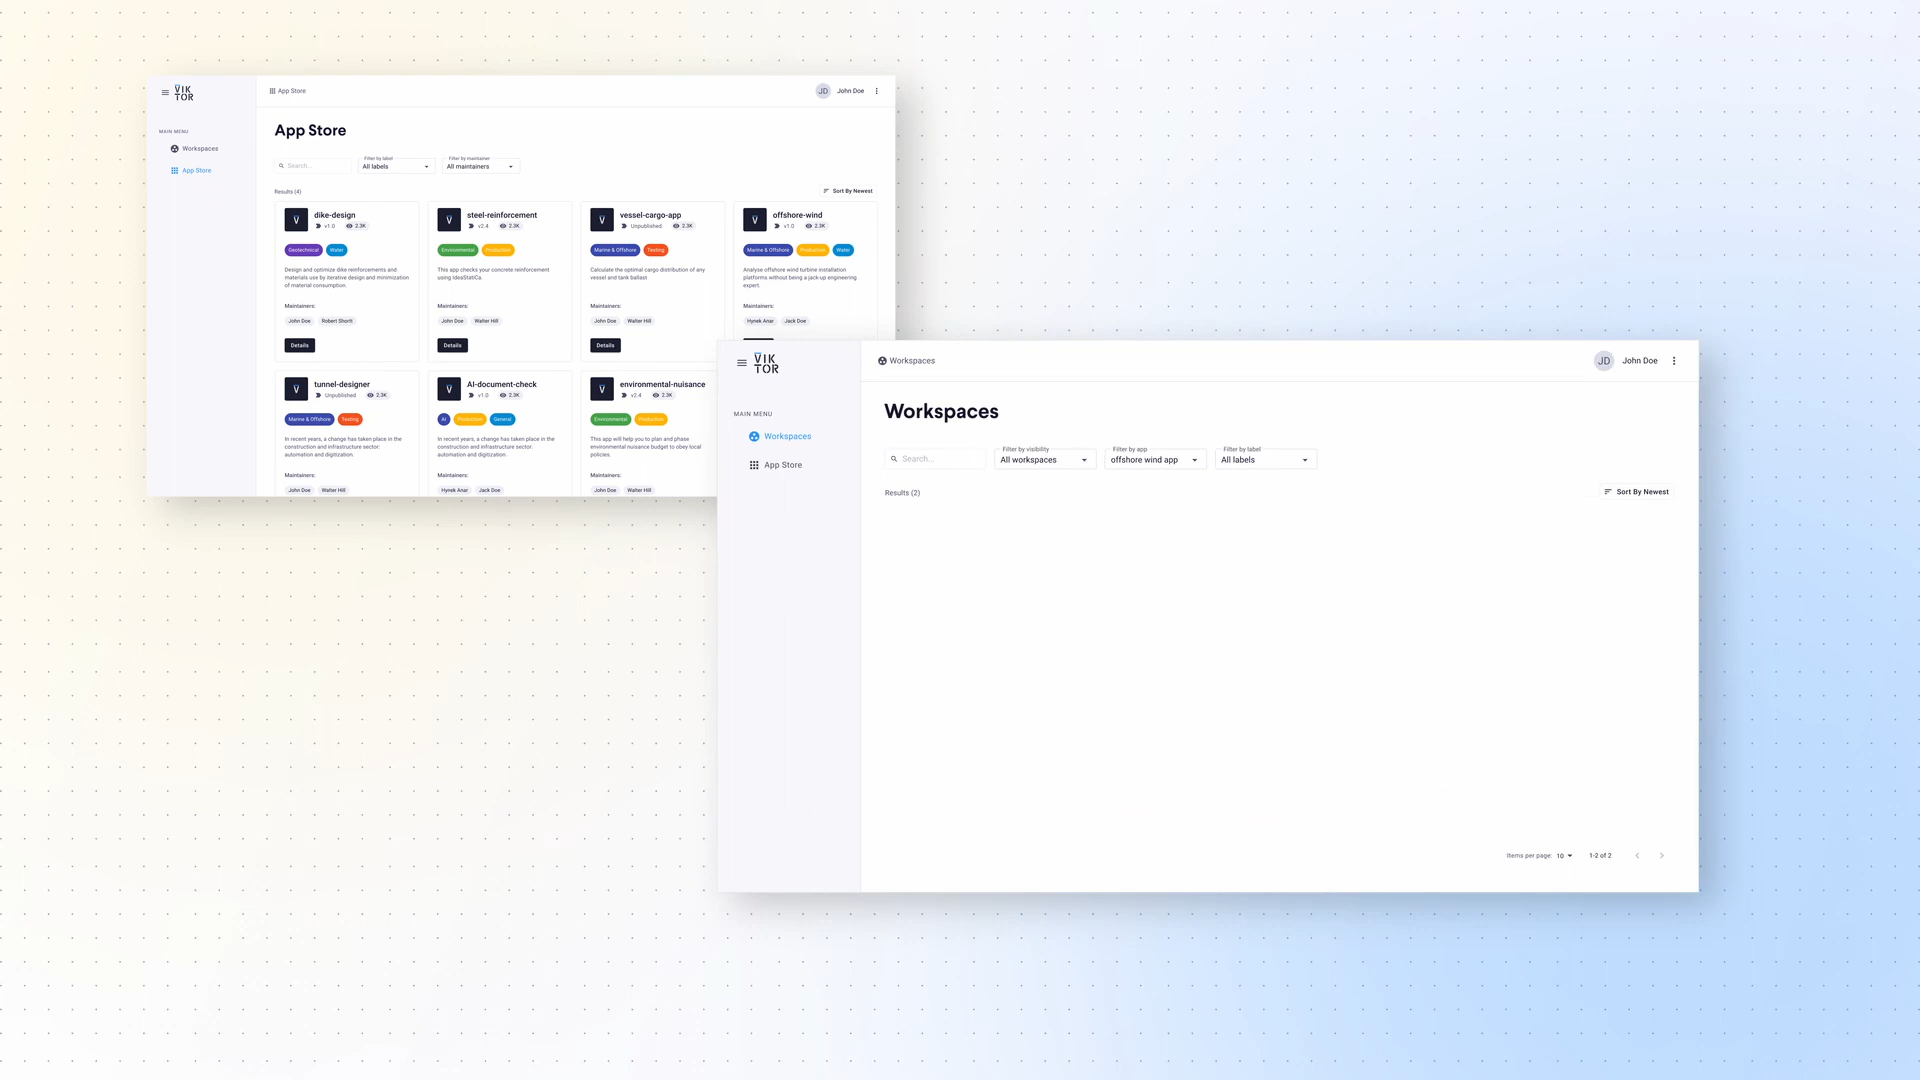 VIK
TOR
App Store
JD
John Doe
MAIN MENU
Workspaces
App Store
App Store
Search...
Filter by label
All labels
Filter by maintainer
All maintainers
Results (4)
Sort By Newest
dike-design
v1.0
2.3K
Geotechnical
Water
Design and optimize dike reinforcements and
materials use by iterative design and minimization
of material consumption.
Maintainers:
John Doe
Robert Shortt
Details
steel-reinforcement
v2.4
2.3K
Environmental
Production
This app checks your concrete reinforcement
using IdeaStatiCa.
Maintainers:
John Doe
Walter Hill
Details
vessel-cargo-app
Unpublished
2.3K
Marine & Offshore
Testing
Calculate the optimal cargo distribution of any
vessel and tank ballast
Maintainers:
John Doe
Walter Hill
Details
offshore-wind
v1.0
2.3K
Marine & Offshore
Production
Water
Analyse offshore wind turbine installation
platforms without being a jack-up engineering
expert.
Maintainers:
Hynek Anar
Jack Doe
tunnel-designer
Unpublished
2.3K
Marine & Offshore
Testing
In recent years, a change has taken place in the
construction and infrastructure sector:
automation and digitization.
Maintainers:
John Doe
Walter Hill
AI-document-check
v1.0
2.3K
AI
Production
General
In recent years, a change has taken place in the
construction and infrastructure sector:
automation and digitization.
Maintainers:
Hynek Anar
Jack Doe
environmental-nuisance
v2.4
2.3K
Environmental
Production
This app will help you to plan and phase
environmental nuisance budget to obey local
policies.
Maintainers:
John Doe
Walter Hill
VIK
TOR
Workspaces
JD
John Doe
MAIN MENU
Workspaces
App Store
Workspaces
Search...
Filter by visibility
All workspaces
Filter by app
offshore wind app
Filter by label
All labels
Results (2)
Sort By Newest
Items per page: 10
1-2 of 2